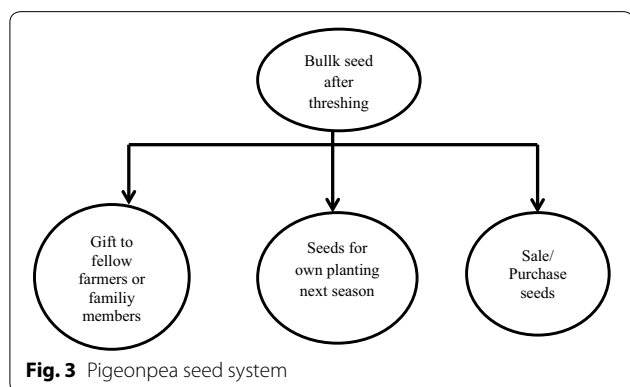 Bullk seed
after
threshing
Gift to
fellow
farmers or
familiy
members
Seeds for
own planting
next season
Sale/
Purchase
seeds
Fig. 3 Pigeonpea seed system